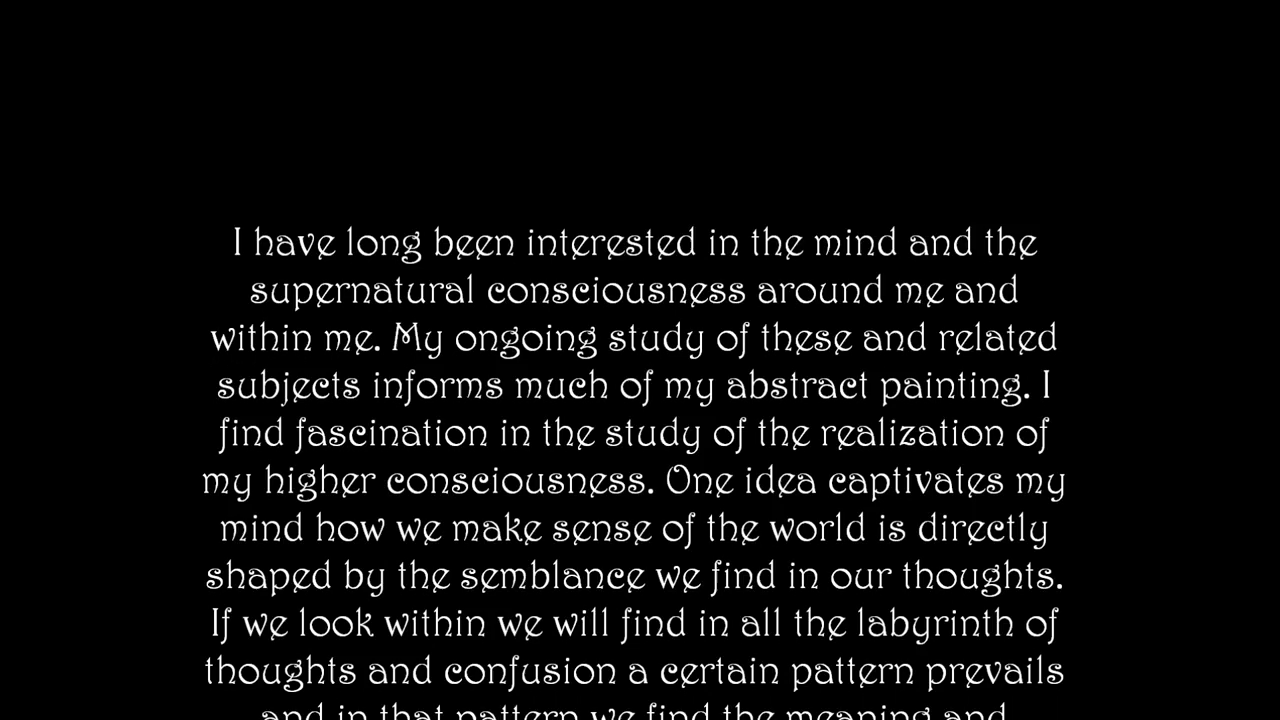 I have long been interested in the mind and the
supernatural consciousness around me and
within me. My ongoing study of these and related
subjects informs much of my abstract painting. I
find fascination in the study of the realization of
my higher consciousness. One idea captivates my
mind how we make sense of the world is directly
shaped by the semblance we find in our thoughts.
If we look within we will find in all the labyrinth of
thoughts and confusion a certain pattern prevails
and in that pattern we find the meaning and